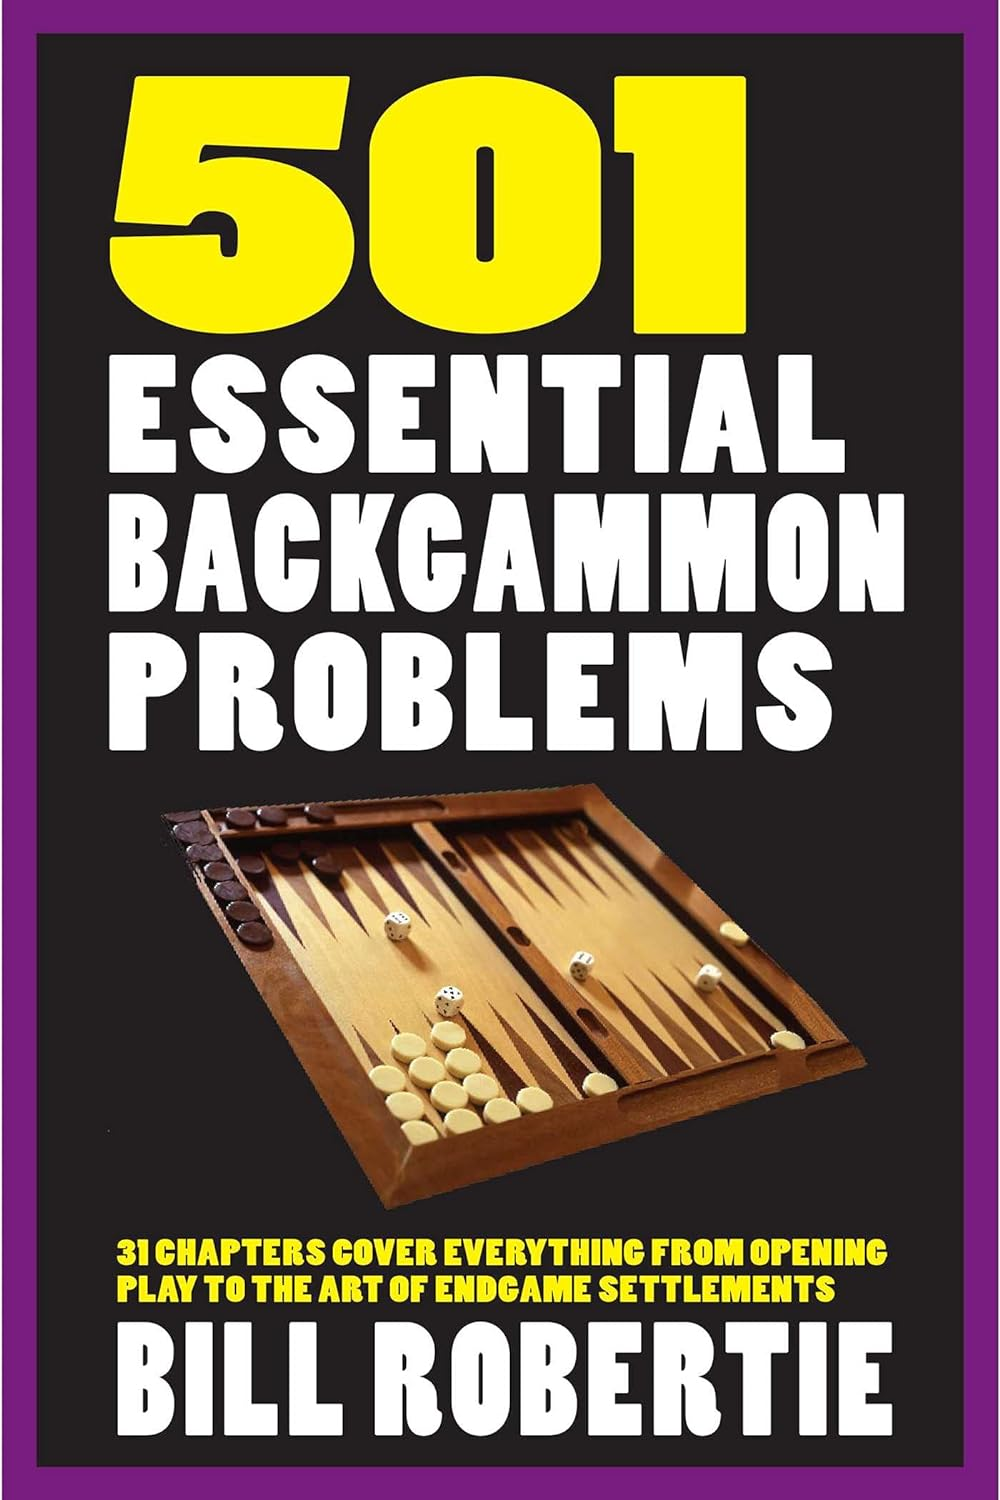 501
ESSENTIAL
BACKGAMMON
PROBLEMS
31 CHAPTERS COVER EVERYTHING FROM OPENING
PLAY TO THE ART OF ENDGAME SETTLEMENTS
BILL ROBERTIE